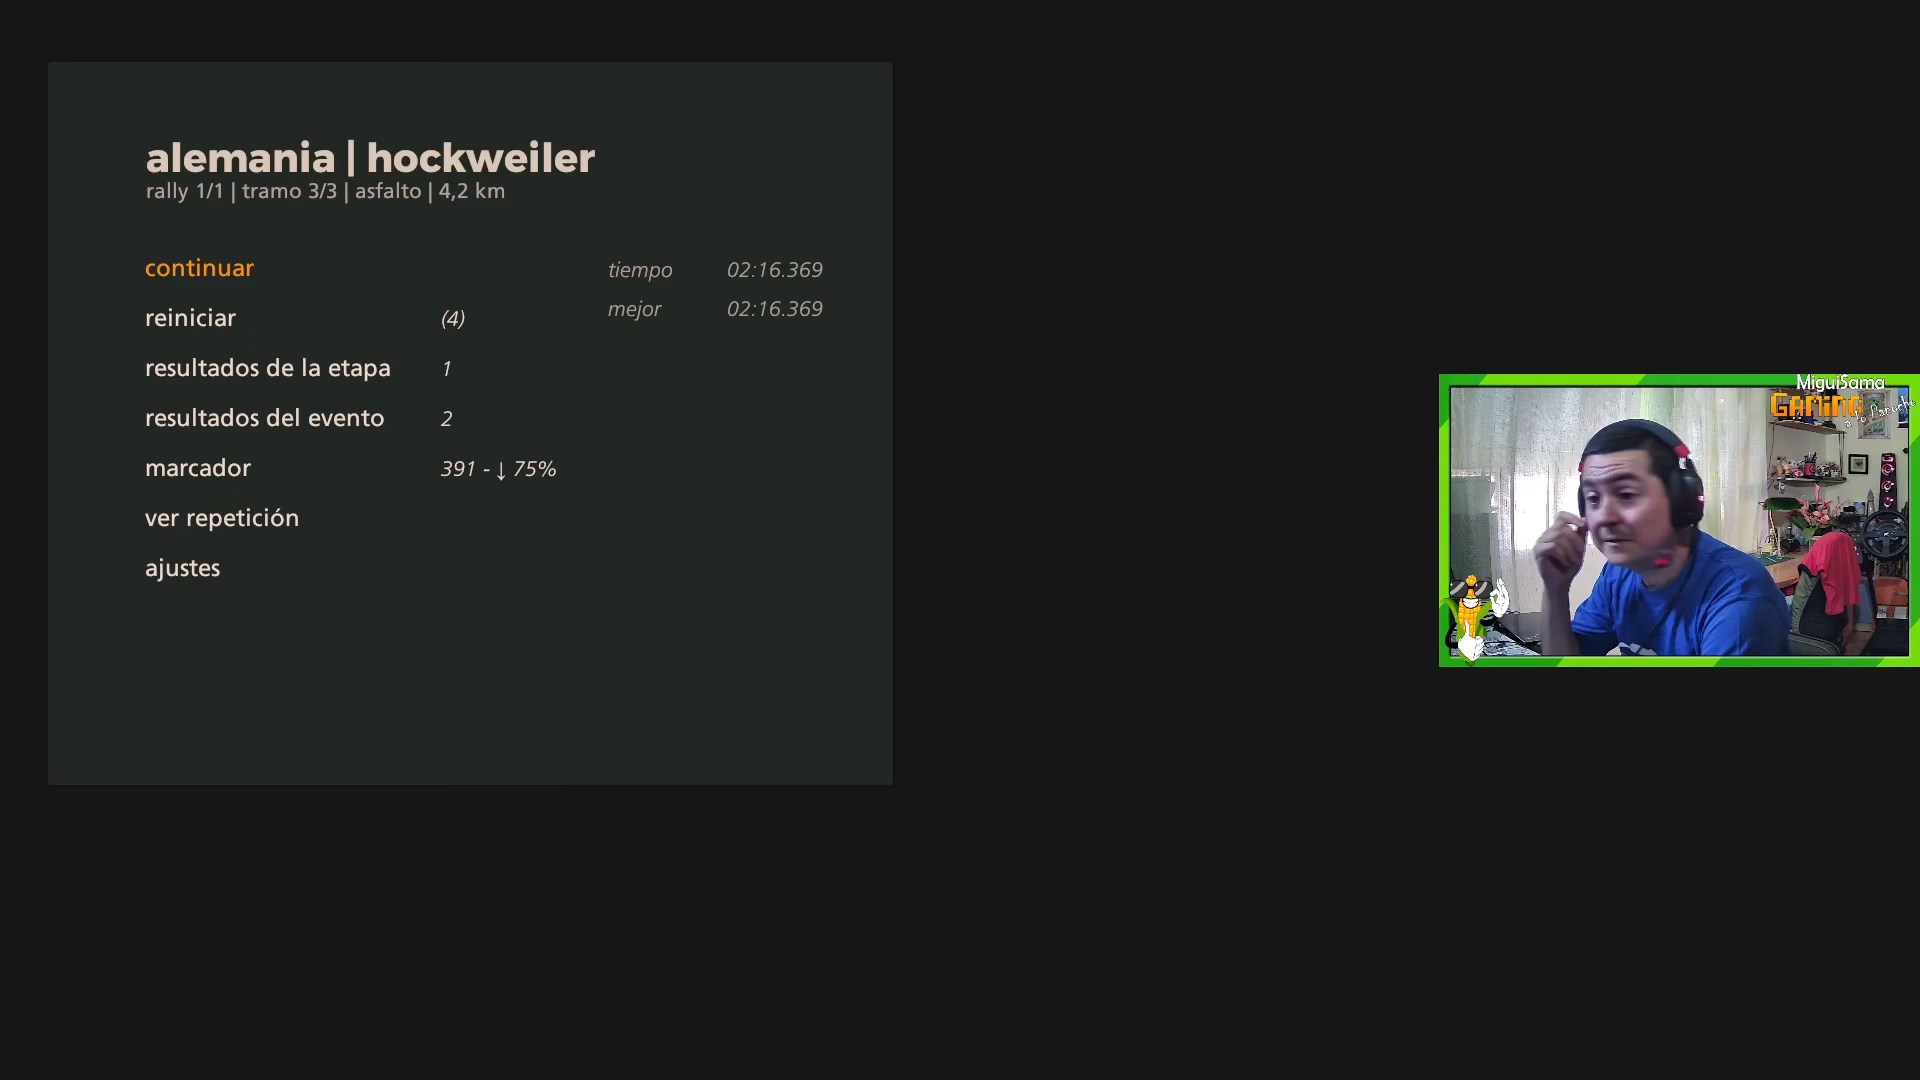 alemania | hockweiler
rally 1/1 | tramo 3/3 | asfalto | 4,2 km
continuar
reiniciar (4)
resultados de la etapa 1
resultados del evento 2
marcador 391 - ↓ 75%
ver repetición
ajustes
tiempo 02:16.369
mejor 02:16.369
MiguiSama
GAMING
a lo Panocho